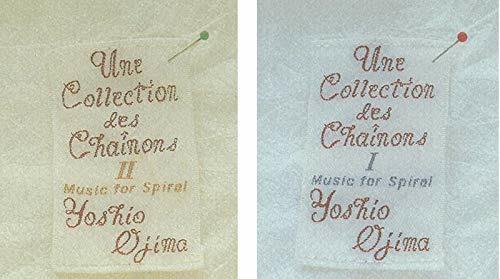 Une
Collection
des
Chaînons
II
Music for Spiral
Yoshio
Ojima
Une
Collection
des
Chaînons
I
Music for Spiral
Yoshio
Ojima